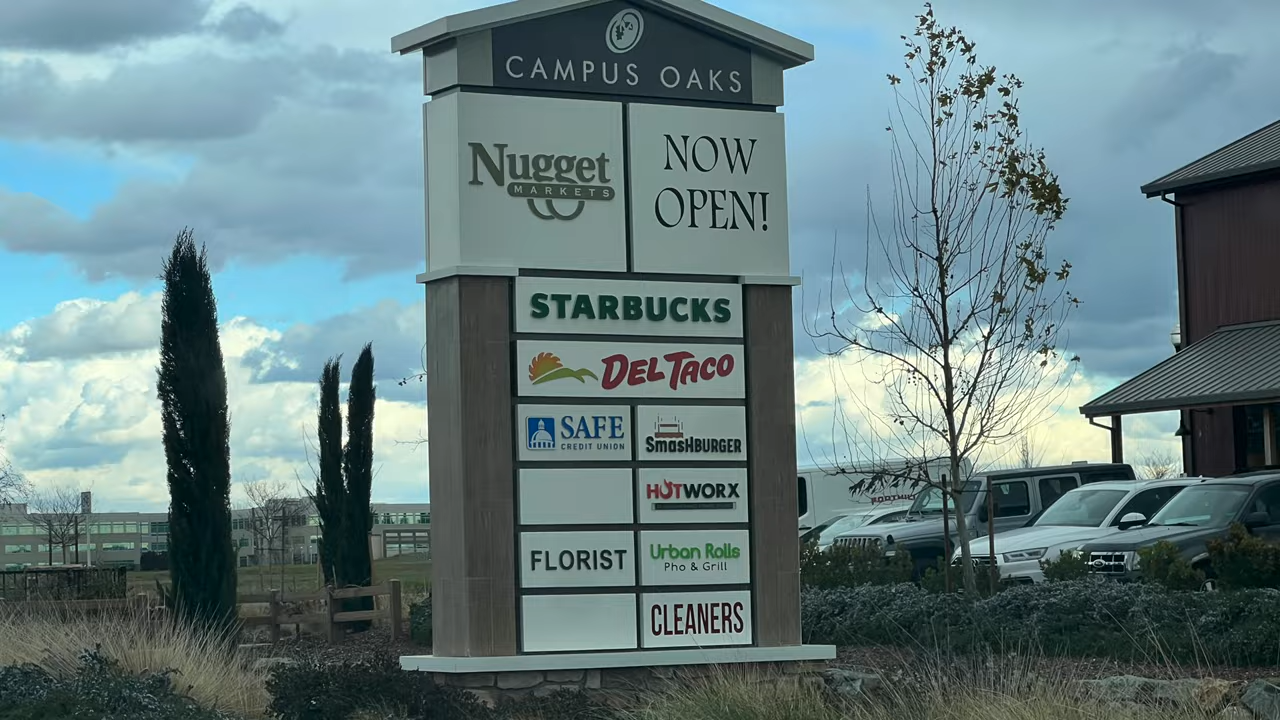 CAMPUS OAKS
Nugget
MARKETS
NOW
OPEN!
STARBUCKS
DEL TACO
SAFE
CREDIT UNION
SMASHBURGER
HOTWORX
FLORIST
Urban Rolls
Pho & Grill
CLEANERS